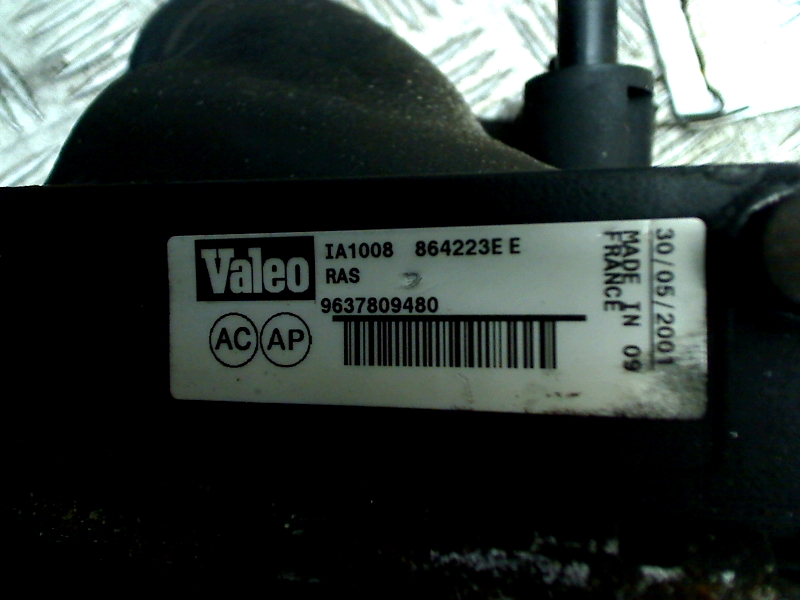 Valeo IA1008 864223E E
RAS
9637809480
AC AP
30/05/2001
MADE IN 09
FRANCE